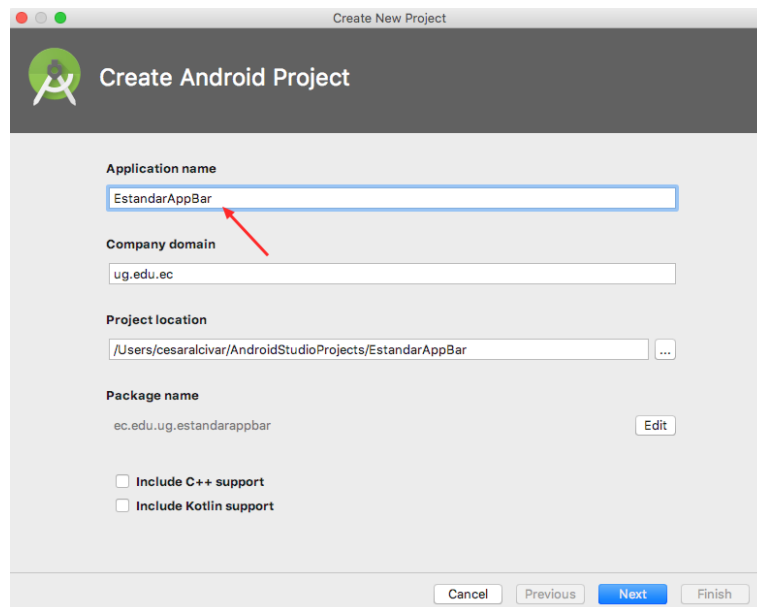 Create New Project
Create Android Project
Application name
EstandarAppBar
Company domain
ug.edu.ec
Project location
/Users/cesaralcivar/AndroidStudioProjects/EstandarAppBar
...
Package name
ec.edu.ug.estandarappbar
Edit
Include C++ support
Include Kotlin support
Cancel Previous Next Finish